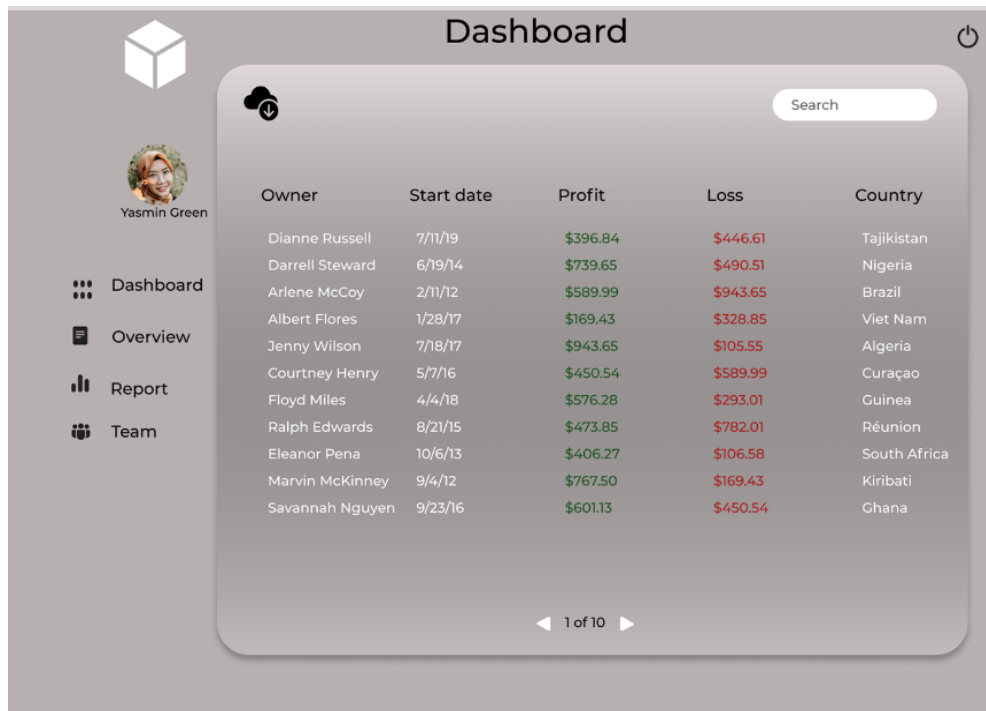 Dashboard
Search
Yasmin Green
Dashboard
Overview
Report
Team
Owner Start date Profit Loss Country
Dianne Russell 7/11/19 $396.84 $446.61 Tajikistan
Darrell Steward 6/19/14 $739.65 $490.51 Nigeria
Arlene McCoy 2/11/12 $589.99 $943.65 Brazil
Albert Flores 1/28/17 $169.43 $328.85 Viet Nam
Jenny Wilson 7/18/17 $943.65 $105.55 Algeria
Courtney Henry 5/7/16 $450.54 $589.99 Curaçao
Floyd Miles 4/4/18 $576.28 $293.01 Guinea
Ralph Edwards 8/21/15 $473.85 $782.01 Réunion
Eleanor Pena 10/6/13 $406.27 $106.58 South Africa
Marvin McKinney 9/4/12 $767.50 $169.43 Kiribati
Savannah Nguyen 9/23/16 $601.13 $450.54 Ghana
1 of 10